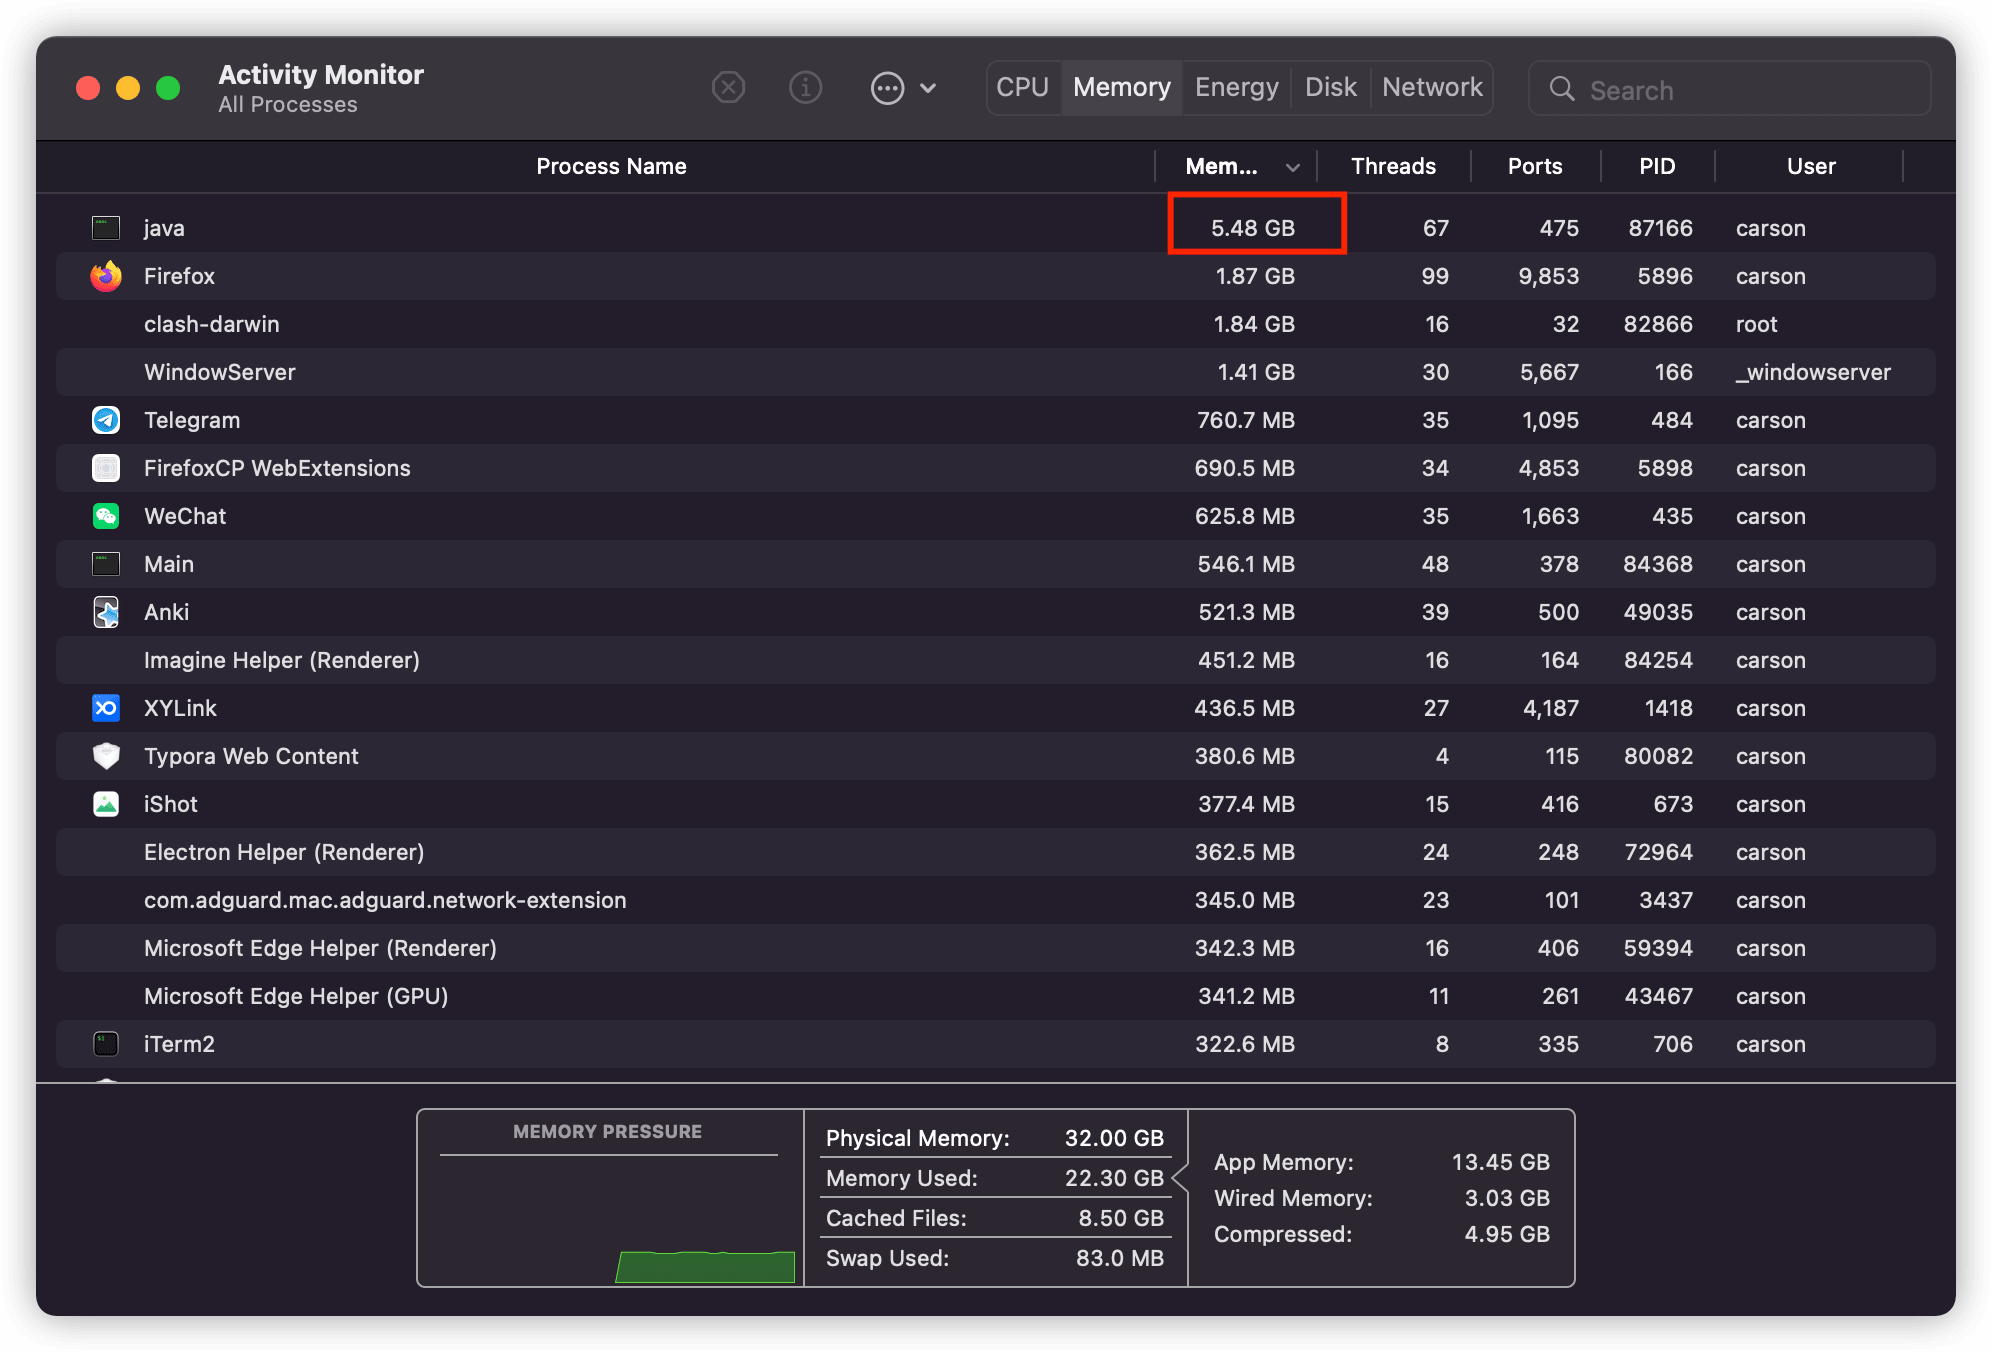 Activity Monitor
All Processes
CPU Memory Energy Disk Network
Search
Process Name Mem... Threads Ports PID User
java 5.48 GB 67 475 87166 carson
Firefox 1.87 GB 99 9,853 5896 carson
clash-darwin 1.84 GB 16 32 82866 root
WindowServer 1.41 GB 30 5,667 166 _windowserver
Telegram 760.7 MB 35 1,095 484 carson
FirefoxCP WebExtensions 690.5 MB 34 4,853 5898 carson
WeChat 625.8 MB 35 1,663 435 carson
Main 546.1 MB 48 378 84368 carson
Anki 521.3 MB 39 500 49035 carson
Imagine Helper (Renderer) 451.2 MB 16 164 84254 carson
XYLink 436.5 MB 27 4,187 1418 carson
Typora Web Content 380.6 MB 4 115 80082 carson
iShot 377.4 MB 15 416 673 carson
Electron Helper (Renderer) 362.5 MB 24 248 72964 carson
com.adguard.mac.adguard.network-extension 345.0 MB 23 101 3437 carson
Microsoft Edge Helper (Renderer) 342.3 MB 16 406 59394 carson
Microsoft Edge Helper (GPU) 341.2 MB 11 261 43467 carson
iTerm2 322.6 MB 8 335 706 carson
MEMORY PRESSURE
Physical Memory: 32.00 GB
Memory Used: 22.30 GB
Cached Files: 8.50 GB
Swap Used: 83.0 MB
App Memory: 13.45 GB
Wired Memory: 3.03 GB
Compressed: 4.95 GB